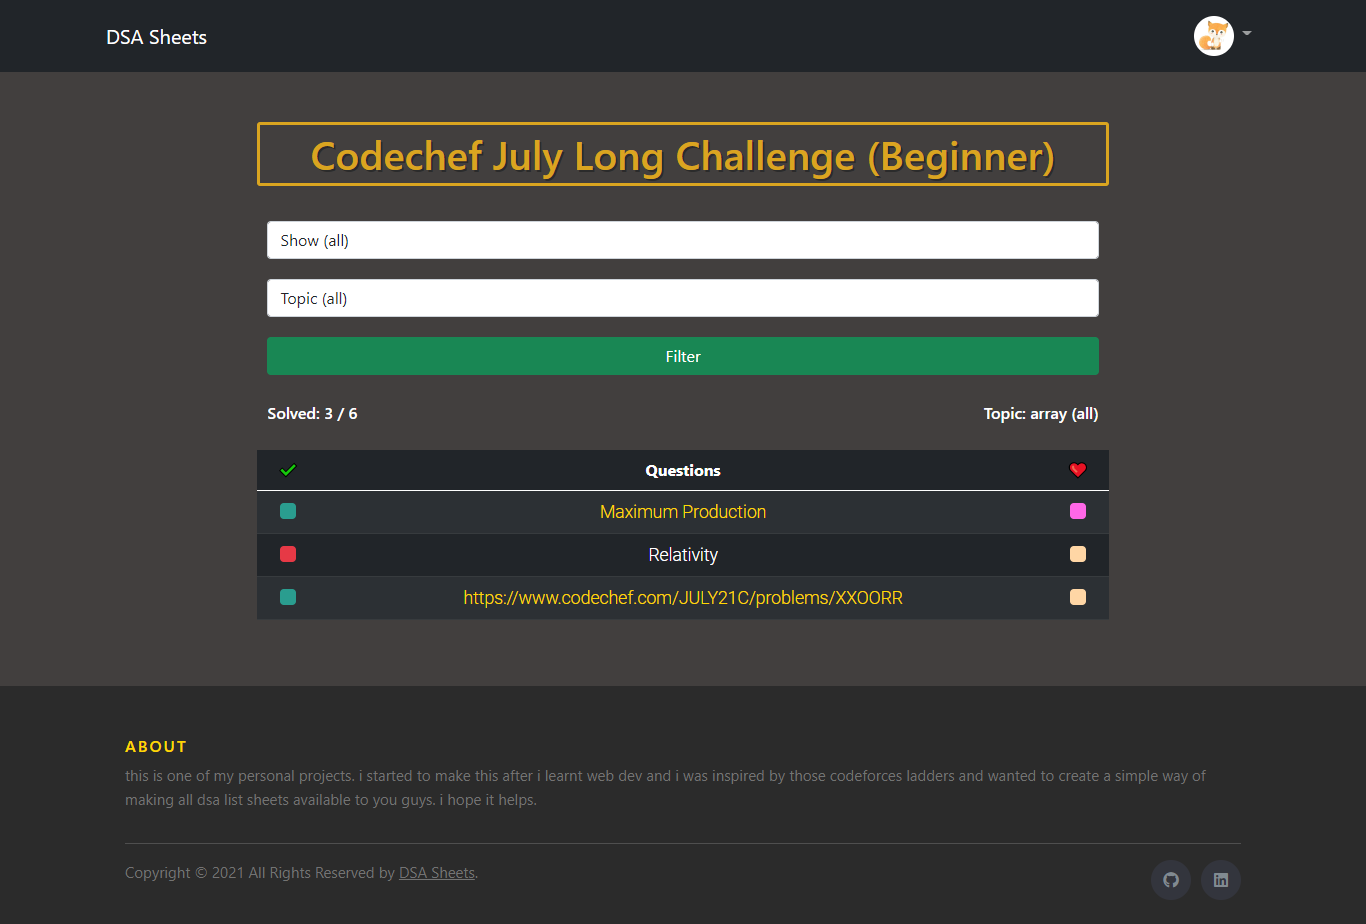 DSA Sheets
Codechef July Long Challenge (Beginner)
Show (all)
Topic (all)
Filter
Solved: 3 / 6
Topic: array (all)
Questions
Maximum Production
Relativity
https://www.codechef.com/JULY21C/problems/XXOORR
ABOUT
this is one of my personal projects. i started to make this after i learnt web dev and i was inspired by those codeforces ladders and wanted to create a simple way of
making all dsa list sheets available to you guys. i hope it helps.
Copyright © 2021 All Rights Reserved by DSA Sheets.
in